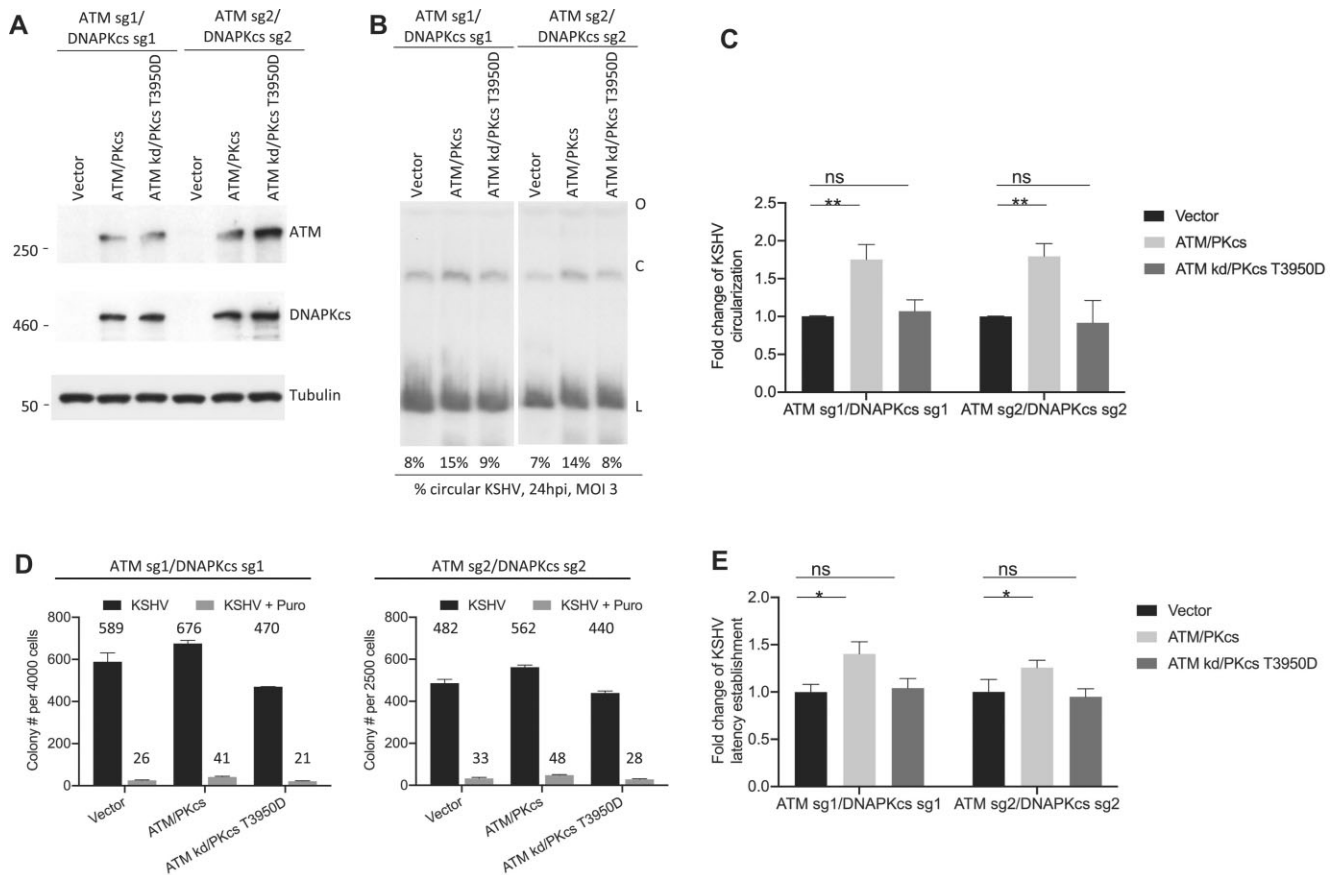 A
ATM sg1/
DNAPKcs sg1
ATM sg2/
DNAPKcs sg2
Vector
ATM/PKcs
ATM kd/PKcs T3950D
Vector
ATM/PKcs
ATM kd/PKcs T3950D
250 -
ATM
460 -
DNAPKcs
50 -
Tubulin
B
ATM sg1/
DNAPKcs sg1
ATM sg2/
DNAPKcs sg2
Vector
ATM/PKcs
ATM kd/PKcs T3950D
Vector
ATM/PKcs
ATM kd/PKcs T3950D
O
C
L
8% 15% 9% 7% 14% 8%
% circular KSHV, 24hpi, MOI 3
C
Fold change of KSHV
circularization
2.5
2.0
1.5
1.0
0.5
0.0
ns
**
ns
**
ATM sg1/DNAPKcs sg1
ATM sg2/DNAPKcs sg2
Vector
ATM/PKcs
ATM kd/PKcs T3950D
D
ATM sg1/DNAPKcs sg1
KSHV
KSHV + Puro
Colony # per 4000 cells
800
600
400
200
0
589
676
470
26
41
21
Vector
ATM/PKcs
ATM kd/PKcs T3950D
ATM sg2/DNAPKcs sg2
KSHV
KSHV + Puro
Colony # per 2500 cells
800
600
400
200
0
482
562
440
33
48
28
Vector
ATM/PKcs
ATM kd/PKcs T3950D
E
Fold change of KSHV
latency establishment
2.0
1.5
1.0
0.5
0.0
ns
*
ns
*
ATM sg1/DNAPKcs sg1
ATM sg2/DNAPKcs sg2
Vector
ATM/PKcs
ATM kd/PKcs T3950D